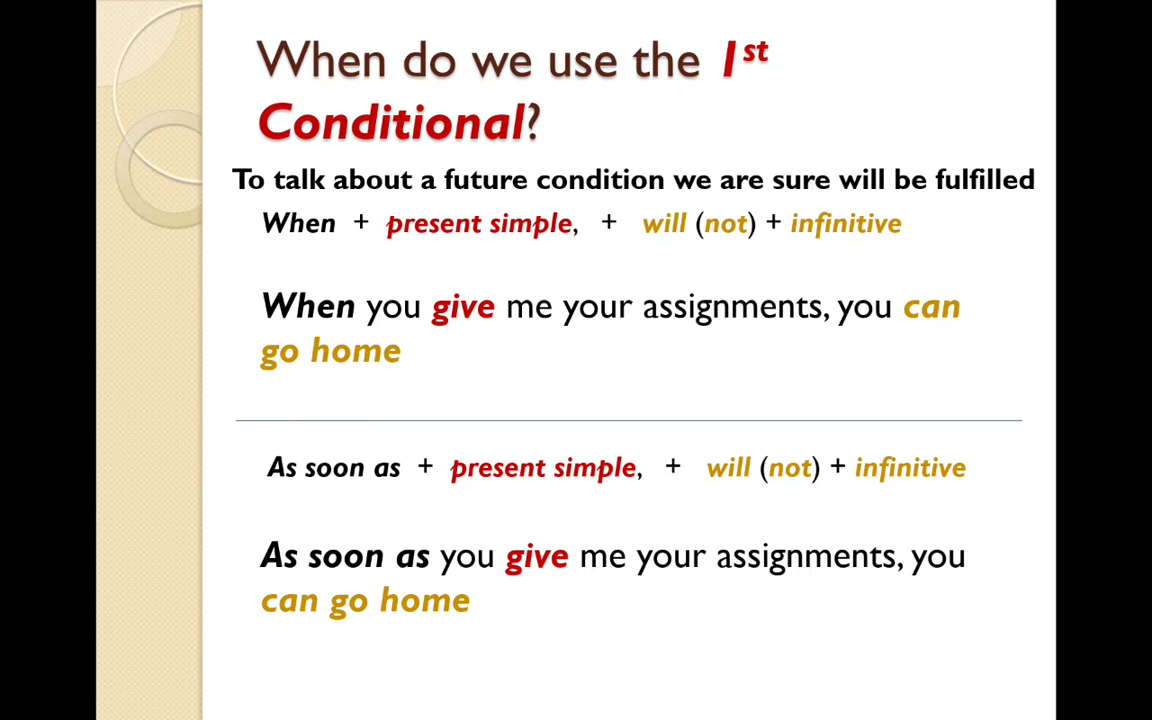 When do we use the 1st
Conditional?
To talk about a future condition we are sure will be fulfilled
When + present simple, + will (not) + infinitive
When you give me your assignments, you can
go home
As soon as + present simple, + will (not) + infinitive
As soon as you give me your assignments, you
can go home